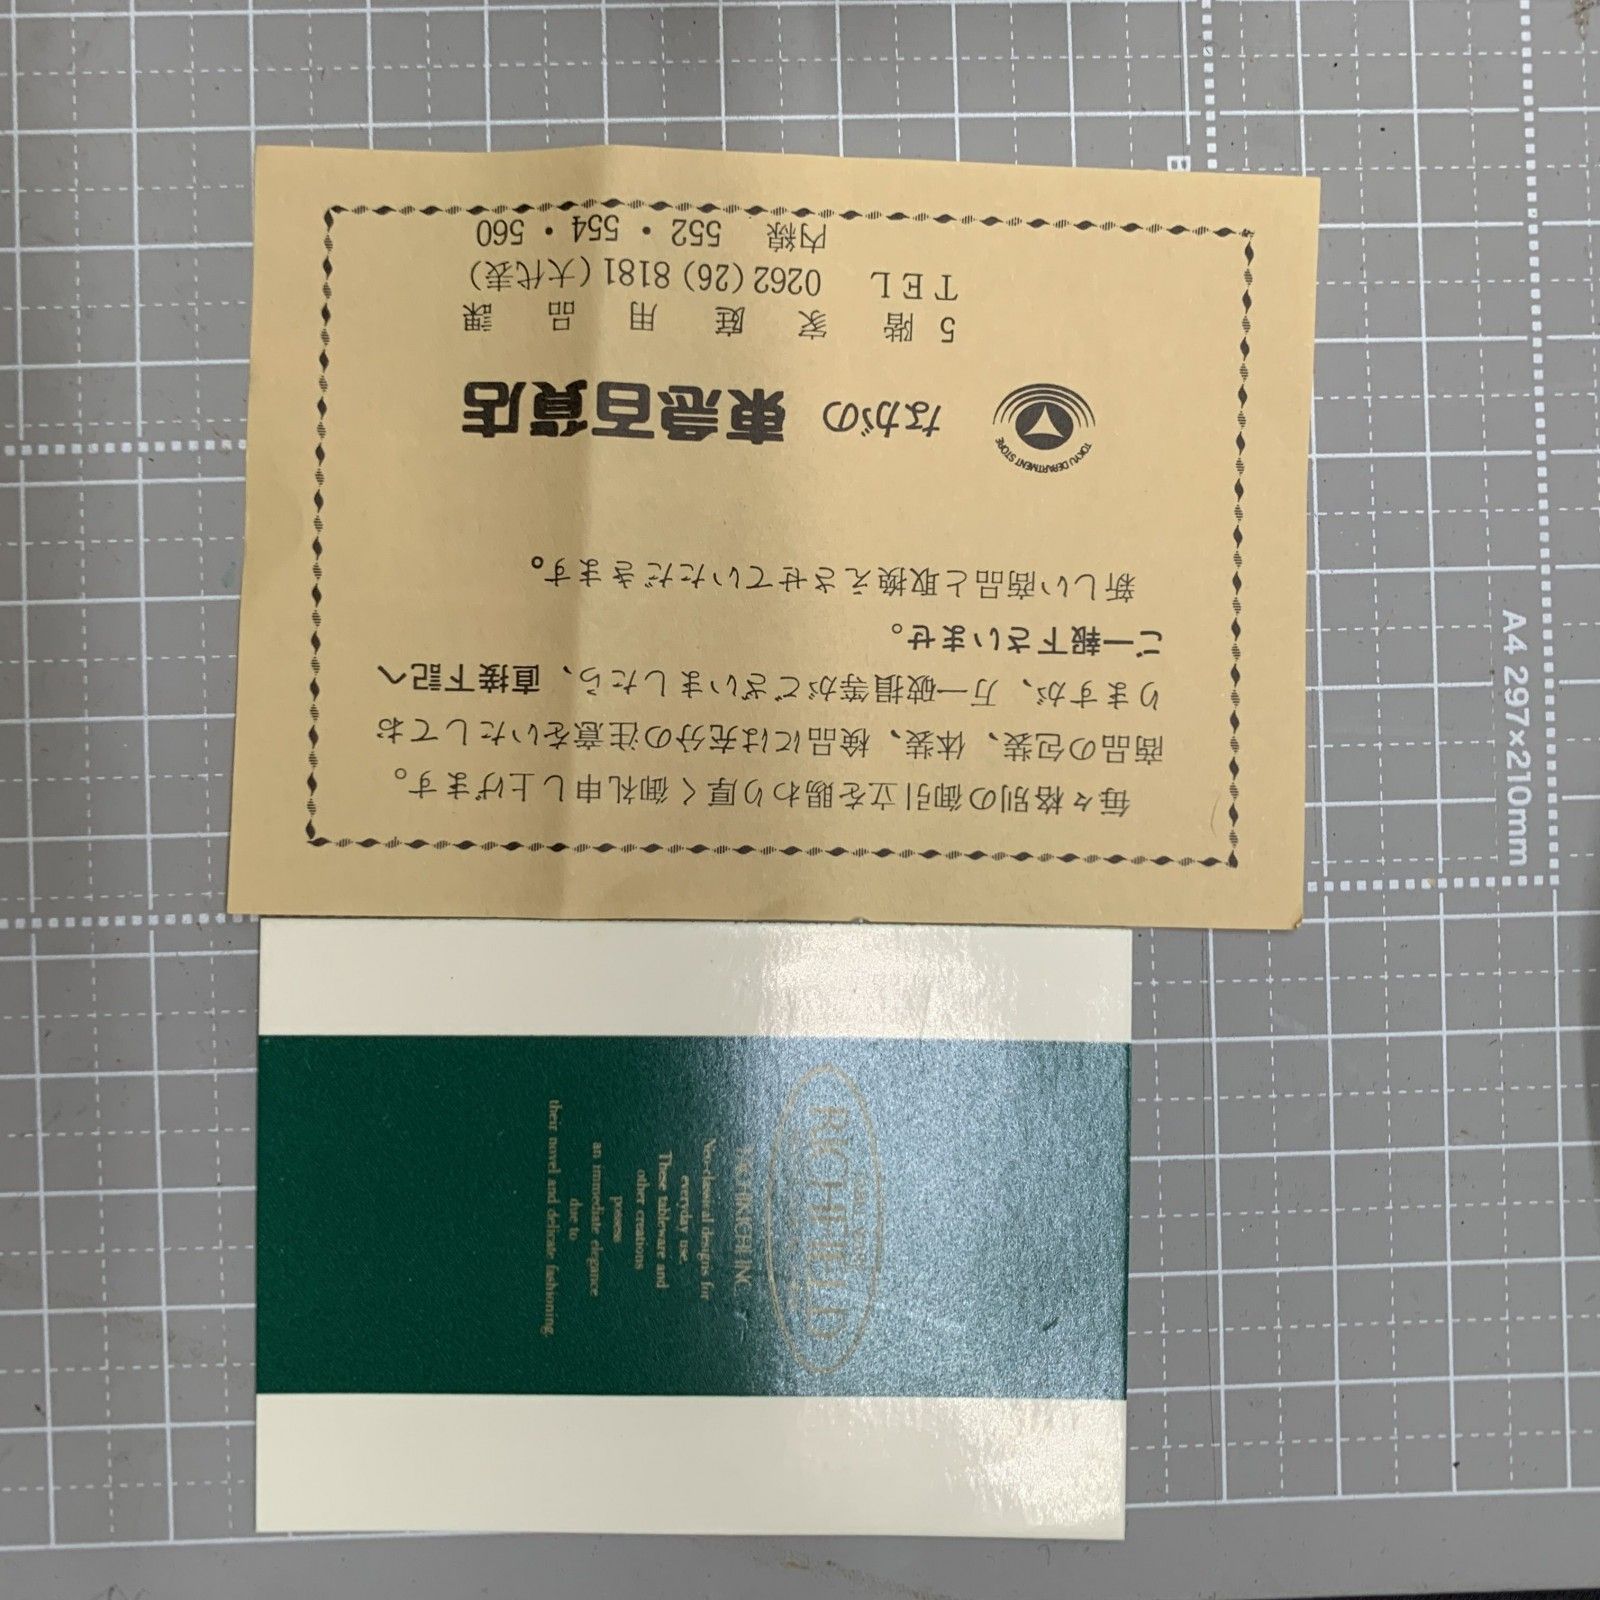 毎々格別の御引立を賜わり厚く御礼申し上げます。
商品の包装、体装、検品には充分の注意をいたしてお
りますが、万一破損等がございましたら、直接下記へ
ご一報下さいませ。
新しい商品と取換えさせていただきます。
TOKYU DEPARTMENT STORE
ながの 東急百貨店
5階 家庭用品課
TEL 0262(26)8181(大代表)
内線 552・554・560
A4 297×210mm
RICHFIELD
INC.
Neo-classical designs for
everyday use.
These tableware and
other creations
possess
an immediate elegance
due to
their novel and delicate fashioning.